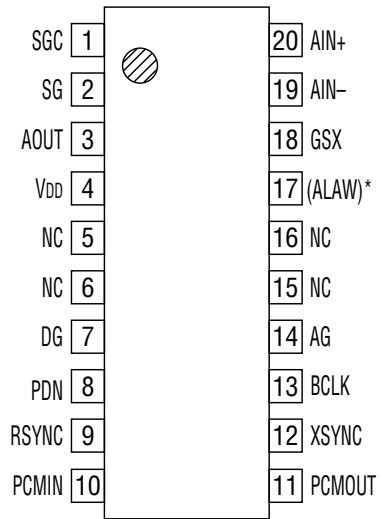 SGC 1 20 AIN+
SG 2 19 AIN–
AOUT 3 18 GSX
VDD 4 17 (ALAW)*
NC 5 16 NC
NC 6 15 NC
DG 7 14 AG
PDN 8 13 BCLK
RSYNC 9 12 XSYNC
PCMIN 10 11 PCMOUT